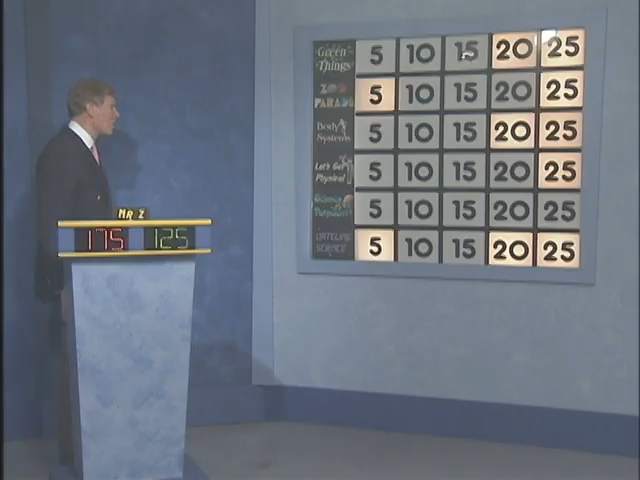 Green Things 5 10 15 20 25
ZOO PARADE 5 10 15 20 25
Body Systems 5 10 15 20 25
Let's Get Physical 5 10 15 20 25
5 10 15 20 25
DATELINE SCIENCE 5 10 15 20 25
MR Z
175 125